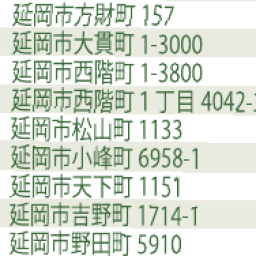 延岡市方財町 157
延岡市大貫町 1-3000
延岡市西階町 1-3800
延岡市西階町 1 丁目 4042-
延岡市松山町 1133
延岡市小峰町 6958-1
延岡市天下町 1151
延岡市吉野町 1714-1
延岡市野田町 5910